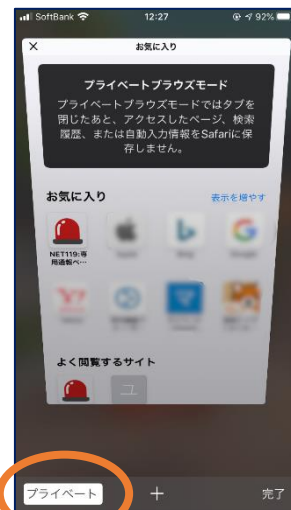 SoftBank 12:27 92%
お気に入り
プライベートブラウズモード
プライベートブラウズモードではタブを
閉じたあと、アクセスしたページ、検索
履歴、または自動入力情報をSafariに保
存しません。
お気に入り 表示を増やす
NET119:専
用通報ペ…
よく閲覧するサイト
ユ
プライベート 完了